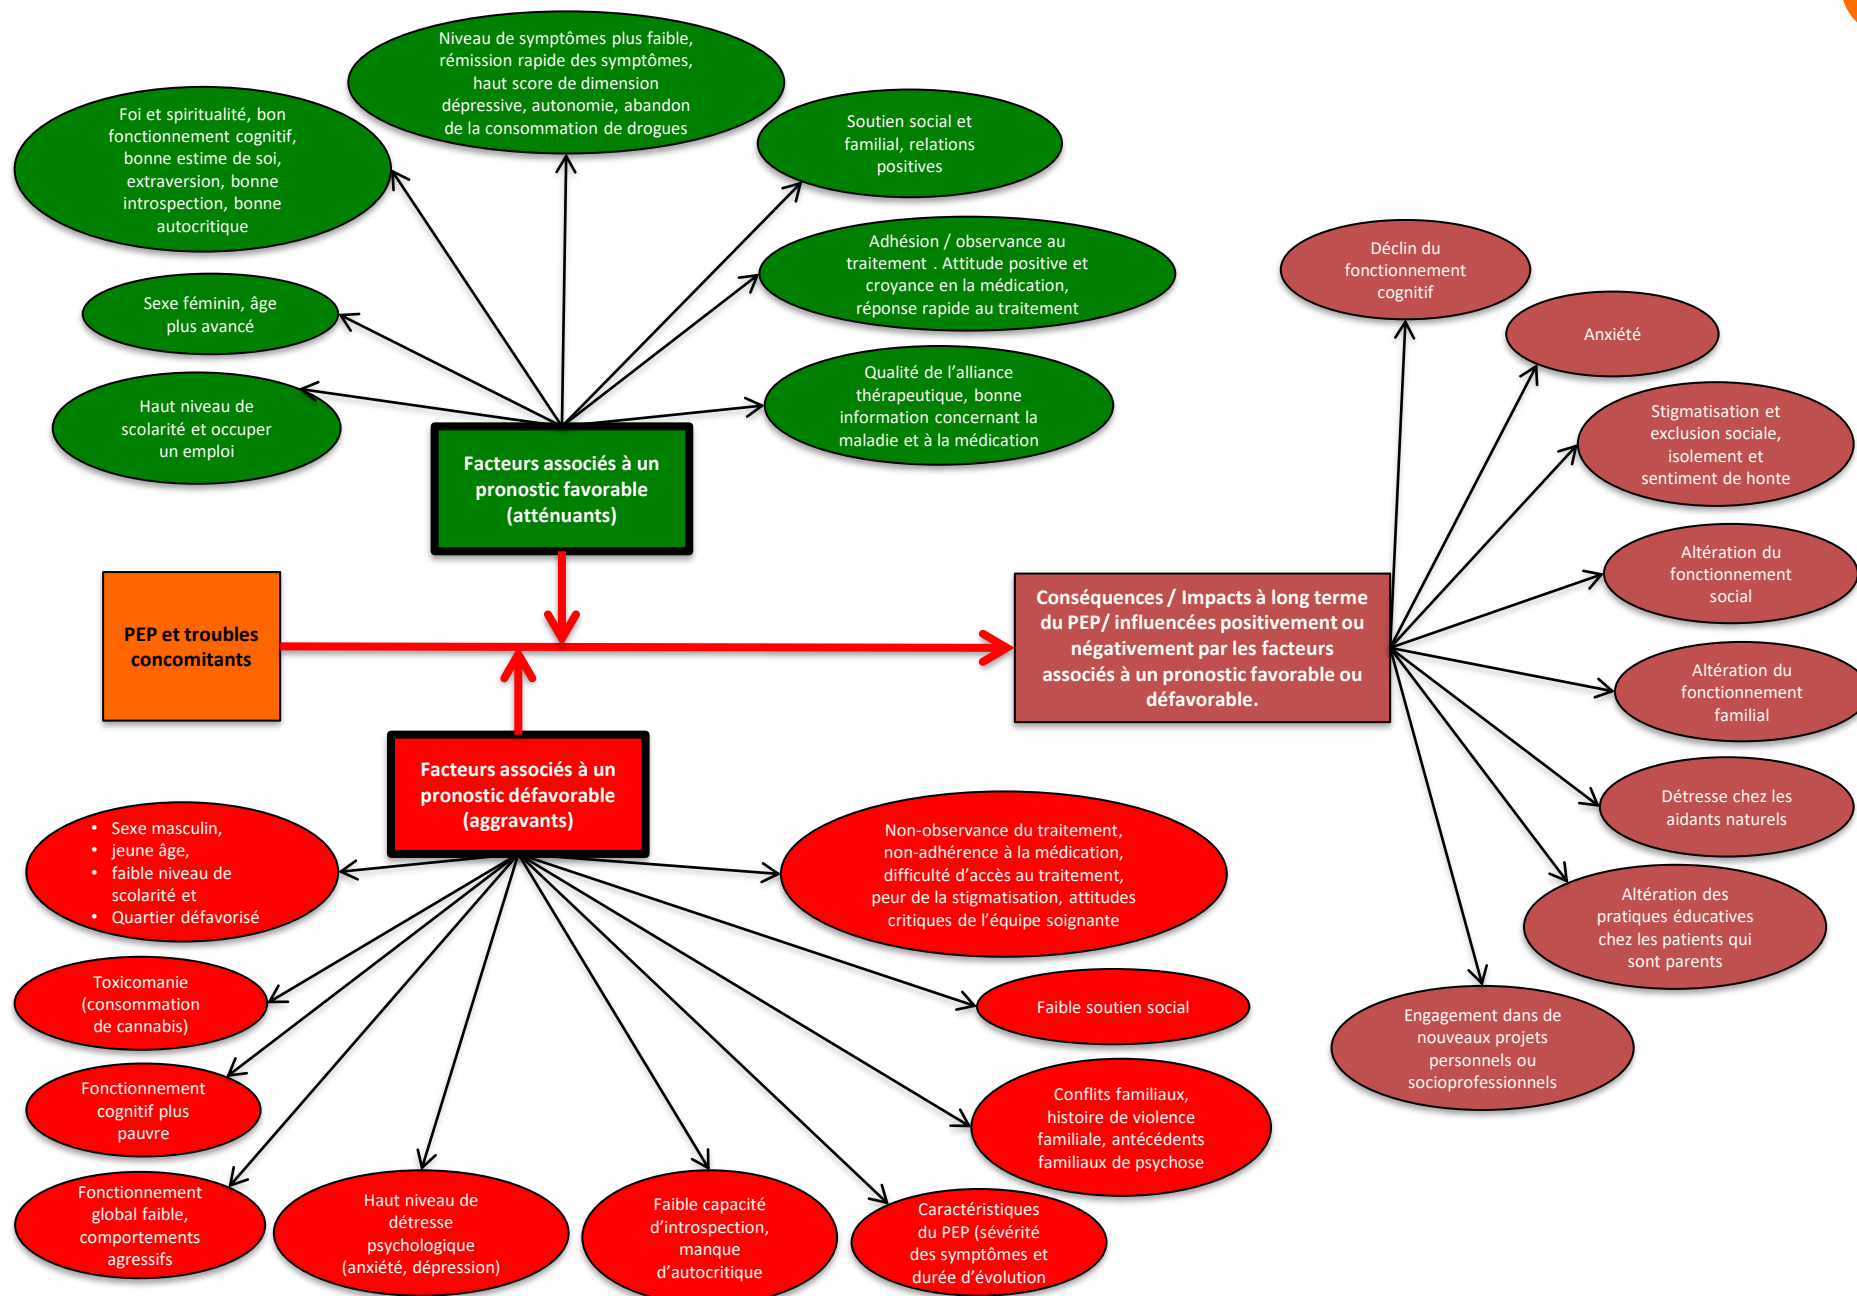 Niveau de symptômes plus faible,
rémission rapide des symptômes,
haut score de dimension
dépressive, autonomie, abandon
de la consommation de drogues
Foi et spiritualité, bon
fonctionnement cognitif,
bonne estime de soi,
extraversion, bonne
introspection, bonne
autocritique
Soutien social et
familial, relations
positives
Adhésion / observance au
traitement . Attitude positive et
croyance en la médication,
réponse rapide au traitement
Sexe féminin, âge
plus avancé
Qualité de l’alliance
thérapeutique, bonne
information concernant la
maladie et à la médication
Haut niveau de
scolarité et occuper
un emploi
Facteurs associés à un
pronostic favorable
(atténuants)
PEP et troubles
concomitants
Conséquences / Impacts à long terme
du PEP/ influencées positivement ou
négativement par les facteurs
associés à un pronostic favorable ou
défavorable.
Déclin du
fonctionnement
cognitif
Anxiété
Stigmatisation et
exclusion sociale,
isolement et
sentiment de honte
Altération du
fonctionnement
social
Altération du
fonctionnement
familial
Détresse chez les
aidants naturels
Altération des
pratiques éducatives
chez les patients qui
sont parents
Engagement dans de
nouveaux projets
personnels ou
socioprofessionnels
Facteurs associés à un
pronostic défavorable
(aggravants)
• Sexe masculin,
• jeune âge,
• faible niveau de
scolarité et
• Quartier défavorisé
Non-observance du traitement,
non-adhérence à la médication,
difficulté d’accès au traitement,
peur de la stigmatisation, attitudes
critiques de l’équipe soignante
Toxicomanie
(consommation
de cannabis)
Faible soutien social
Fonctionnement
cognitif plus
pauvre
Conflits familiaux,
histoire de violence
familiale, antécédents
familiaux de psychose
Fonctionnement
global faible,
comportements
agressifs
Haut niveau de
détresse
psychologique
(anxiété, dépression)
Faible capacité
d’introspection,
manque
d’autocritique
Caractéristiques
du PEP (sévérité
des symptômes et
durée d’évolution